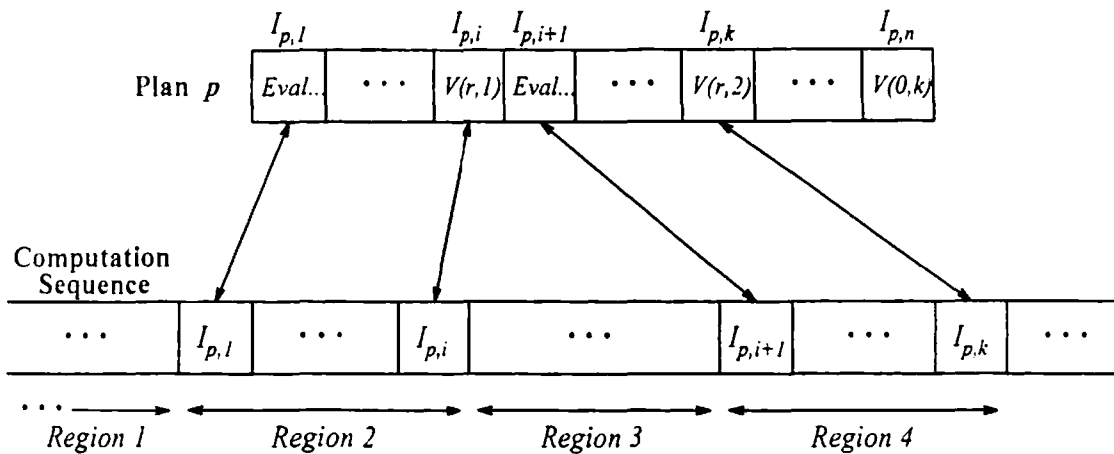 I_{p,1} I_{p,i} I_{p,i+1} I_{p,k} I_{p,n}
Plan p Eval... ··· V(r,1) Eval... ··· V(r,2) ··· V(0,k)
Computation
Sequence
··· I_{p,1} ··· I_{p,i} ··· I_{p,i+1} ··· I_{p,k} ···
···
Region 1 Region 2 Region 3 Region 4